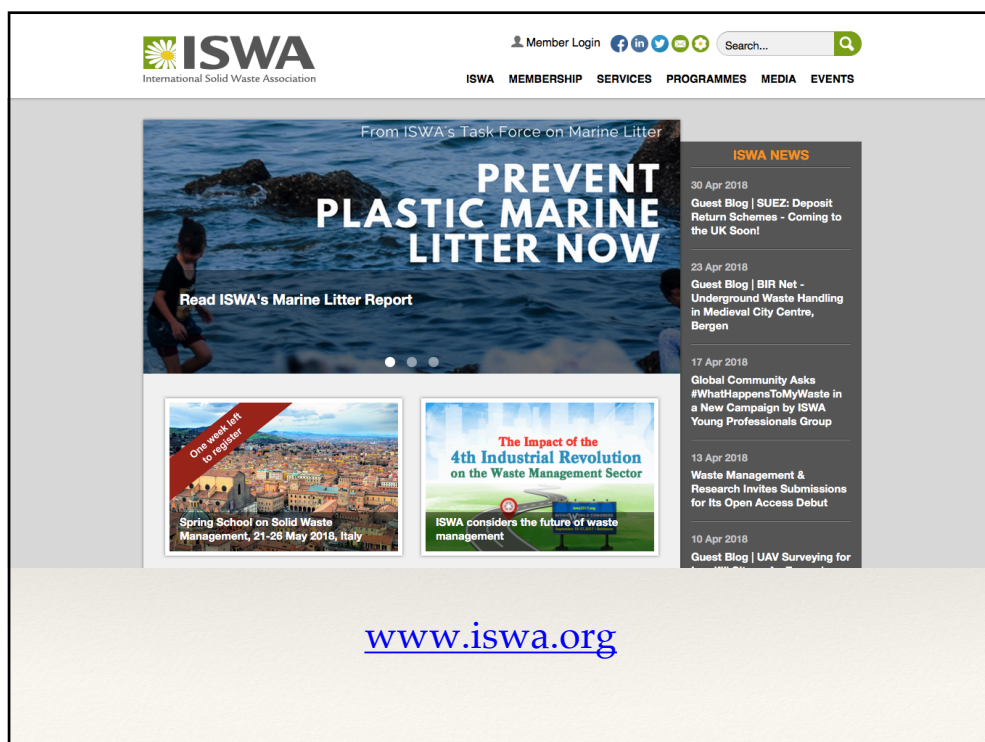 ISWA
International Solid Waste Association
Member Login
Search...
ISWA MEMBERSHIP SERVICES PROGRAMMES MEDIA EVENTS
From ISWA's Task Force on Marine Litter
PREVENT
PLASTIC MARINE
LITTER NOW
Read ISWA's Marine Litter Report
ISWA NEWS
30 Apr 2018
Guest Blog | SUEZ: Deposit
Return Schemes - Coming to
the UK Soon!
23 Apr 2018
Guest Blog | BIR Net -
Underground Waste Handling
in Medieval City Centre,
Bergen
17 Apr 2018
Global Community Asks
#WhatHappensToMyWaste in
a New Campaign by ISWA
Young Professionals Group
13 Apr 2018
Waste Management &
Research Invites Submissions
for Its Open Access Debut
10 Apr 2018
Guest Blog | UAV Surveying for
One week left
to register
Spring School on Solid Waste
Management, 21-26 May 2018, Italy
The Impact of the
4th Industrial Revolution
on the Waste Management Sector
ISWA considers the future of waste
management
www.iswa.org